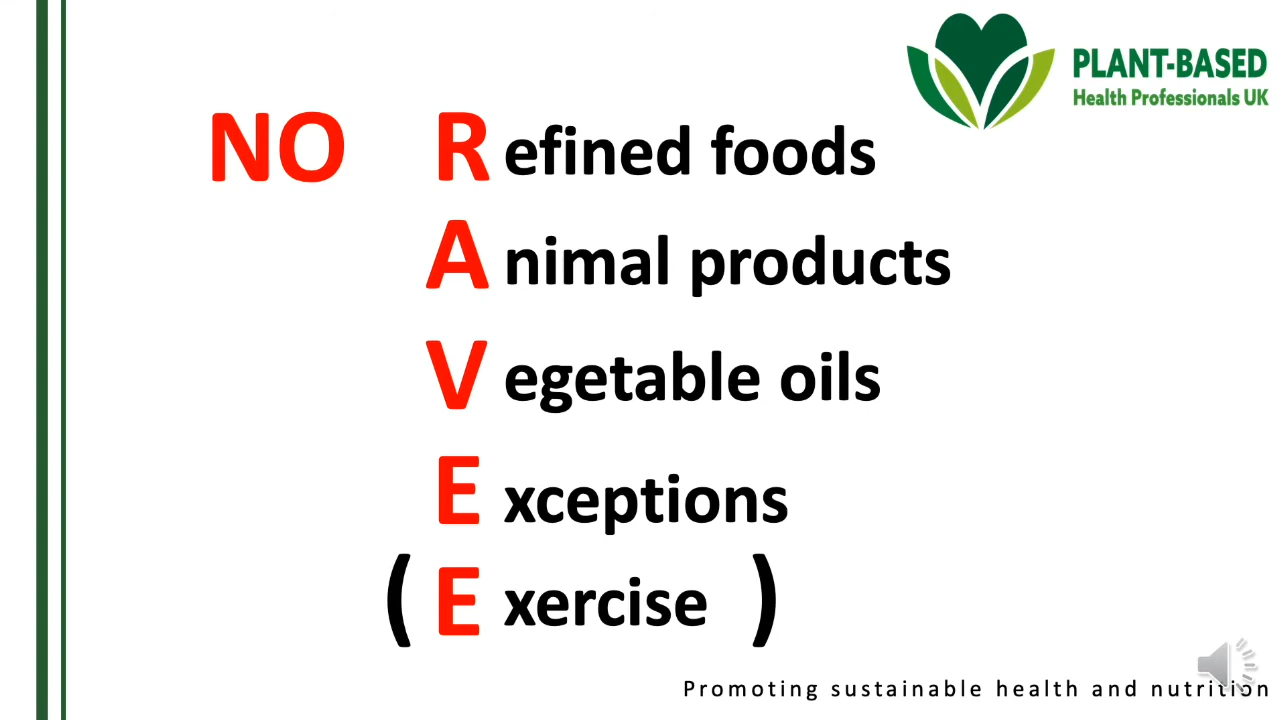 PLANT-BASED
Health Professionals UK
NO Refined foods
Animal products
Vegetable oils
Exceptions
( Exercise )
Promoting sustainable health and nutrition